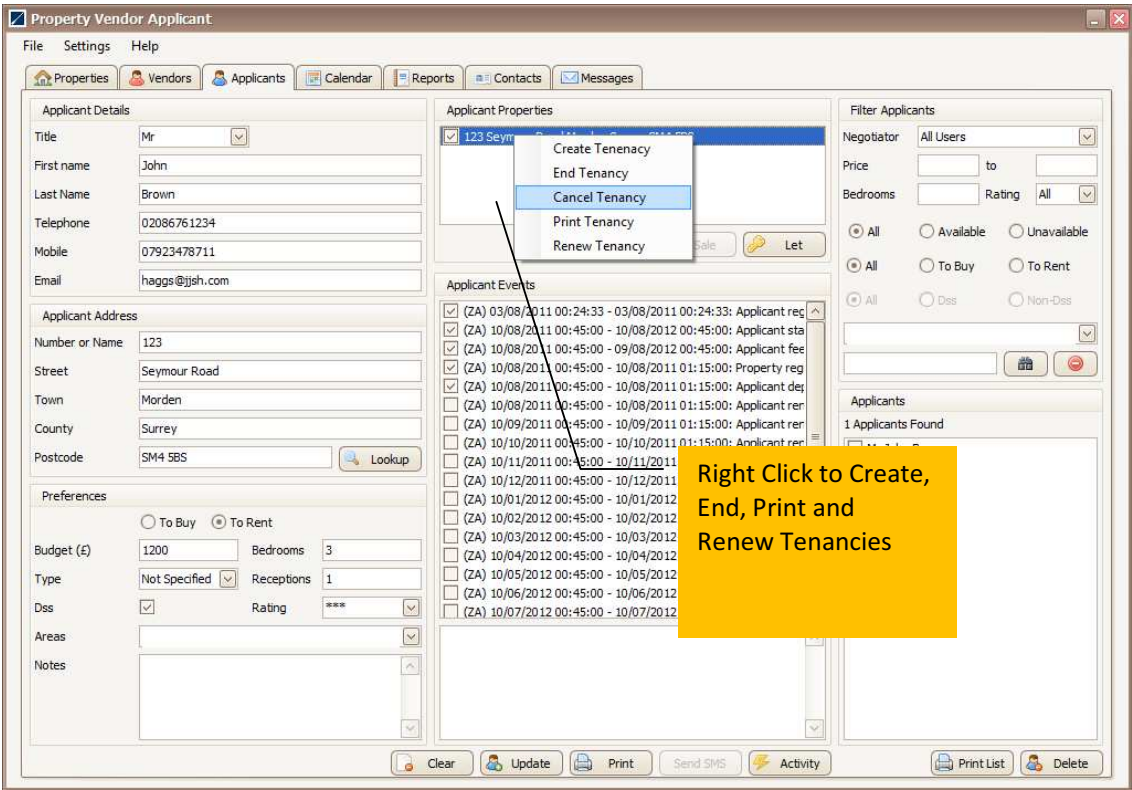 Property Vendor Applicant
File Settings Help
Properties Vendors Applicants Calendar Reports Contacts Messages
Applicant Details
Title Mr
First name John
Last Name Brown
Telephone 02086761234
Mobile 07923478711
Email haggs@jjsh.com
Applicant Address
Number or Name 123
Street Seymour Road
Town Morden
County Surrey
Postcode SM4 5BS Lookup
Preferences
To Buy To Rent
Budget (£) 1200 Bedrooms 3
Type Not Specified Receptions 1
Dss Rating ***
Areas
Notes
Applicant Properties
123 Seym
Create Tenenacy
End Tenancy
Cancel Tenancy
Print Tenancy
Renew Tenancy
Sale Let
Applicant Events
(ZA) 03/08/2011 00:24:33 - 03/08/2011 00:24:33: Applicant reg
(ZA) 10/08/2011 00:45:00 - 10/08/2012 00:45:00: Applicant sta
(ZA) 10/08/2011 00:45:00 - 09/08/2012 00:45:00: Applicant fee
(ZA) 10/08/2011 00:45:00 - 10/08/2011 01:15:00: Property reg
(ZA) 10/08/2011 00:45:00 - 10/08/2011 01:15:00: Applicant dep
(ZA) 10/08/2011 00:45:00 - 10/08/2011 01:15:00: Applicant ren
(ZA) 10/09/2011 00:45:00 - 10/09/2011 01:15:00: Applicant ren
(ZA) 10/10/2011 00:45:00 - 10/10/2011 01:15:00: Applicant ren
(ZA) 10/11/2011 00:45:00 - 10/11/2011
(ZA) 10/12/2011 00:45:00 - 10/12/2011
(ZA) 10/01/2012 00:45:00 - 10/01/2012
(ZA) 10/02/2012 00:45:00 - 10/02/2012
(ZA) 10/03/2012 00:45:00 - 10/03/2012
(ZA) 10/04/2012 00:45:00 - 10/04/2012
(ZA) 10/05/2012 00:45:00 - 10/05/2012
(ZA) 10/06/2012 00:45:00 - 10/06/2012
(ZA) 10/07/2012 00:45:00 - 10/07/2012
Right Click to Create,
End, Print and
Renew Tenancies
Filter Applicants
Negotiator All Users
Price to
Bedrooms Rating All
All Available Unavailable
All To Buy To Rent
All Dss Non-Dss
Applicants
1 Applicants Found
Clear Update Print Send SMS Activity Print List Delete